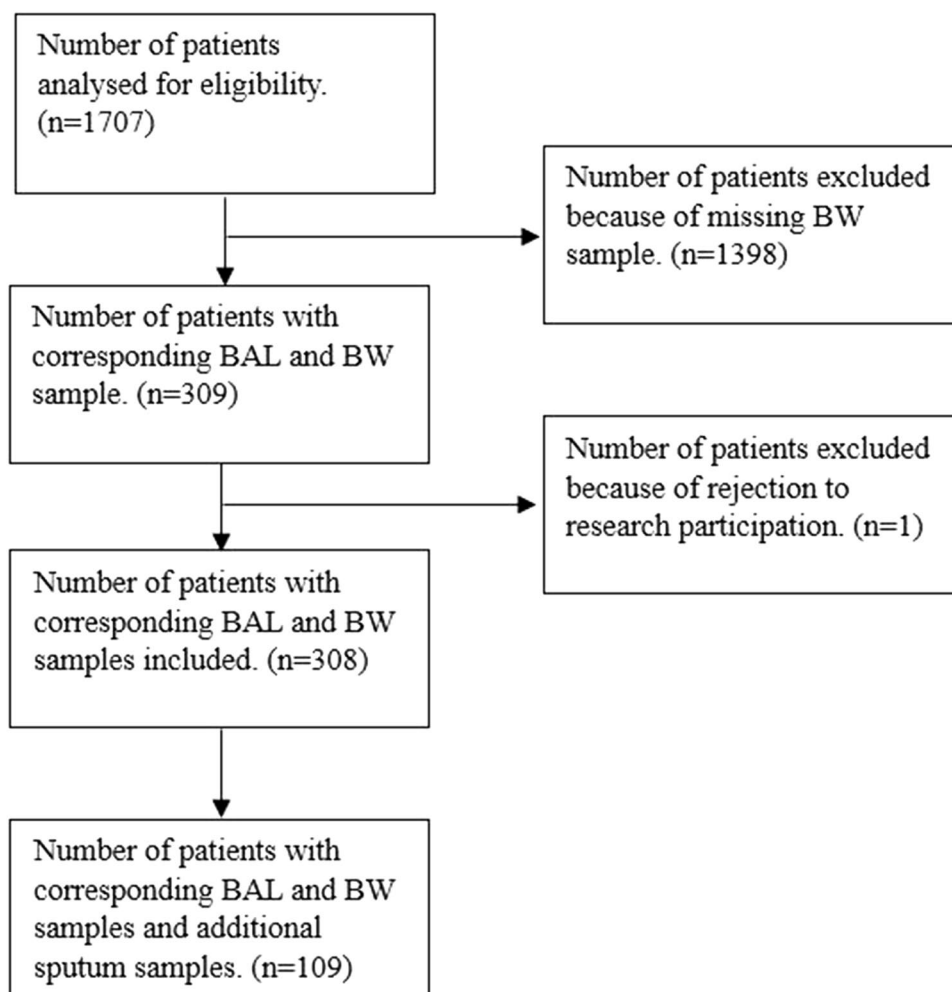 Number of patients
analysed for eligibility.
(n=1707)
Number of patients excluded
because of missing BW
sample. (n=1398)
Number of patients with
corresponding BAL and BW
sample. (n=309)
Number of patients excluded
because of rejection to
research participation. (n=1)
Number of patients with
corresponding BAL and BW
samples included. (n=308)
Number of patients with
corresponding BAL and BW
samples and additional
sputum samples. (n=109)